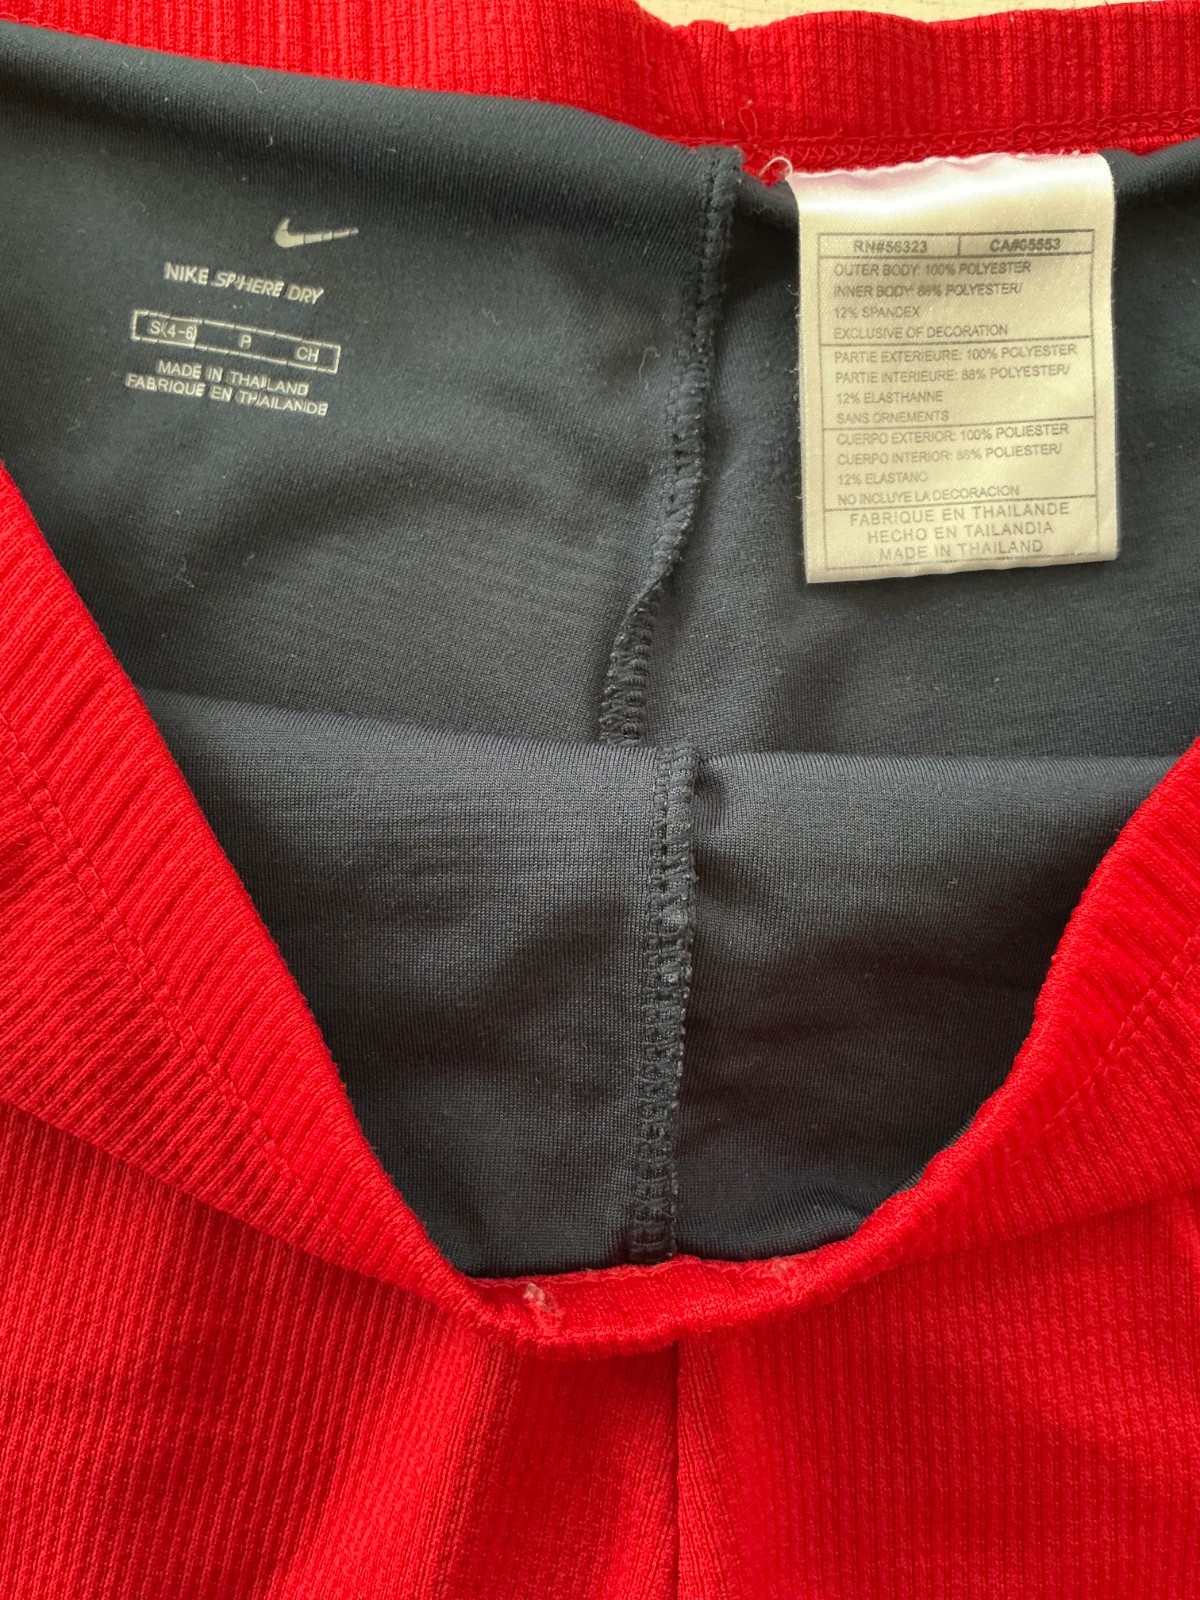 NIKE SPHERE DRY
S(4-6) P CH
MADE IN THAILAND
FABRIQUE EN THAILANDE
RN#56323 CA#05553
OUTER BODY: 100% POLYESTER
INNER BODY: 88% POLYESTER/
12% SPANDEX
EXCLUSIVE OF DECORATION
PARTIE EXTERIEURE: 100% POLYESTER
PARTIE INTERIEURE: 88% POLYESTER/
12% ELASTHANNE
SANS ORNEMENTS
CUERPO EXTERIOR: 100% POLIESTER
CUERPO INTERIOR: 88% POLIESTER/
12% ELASTANO
NO INCLUYE LA DECORACION
FABRIQUE EN THAILANDE
HECHO EN TAILANDIA
MADE IN THAILAND